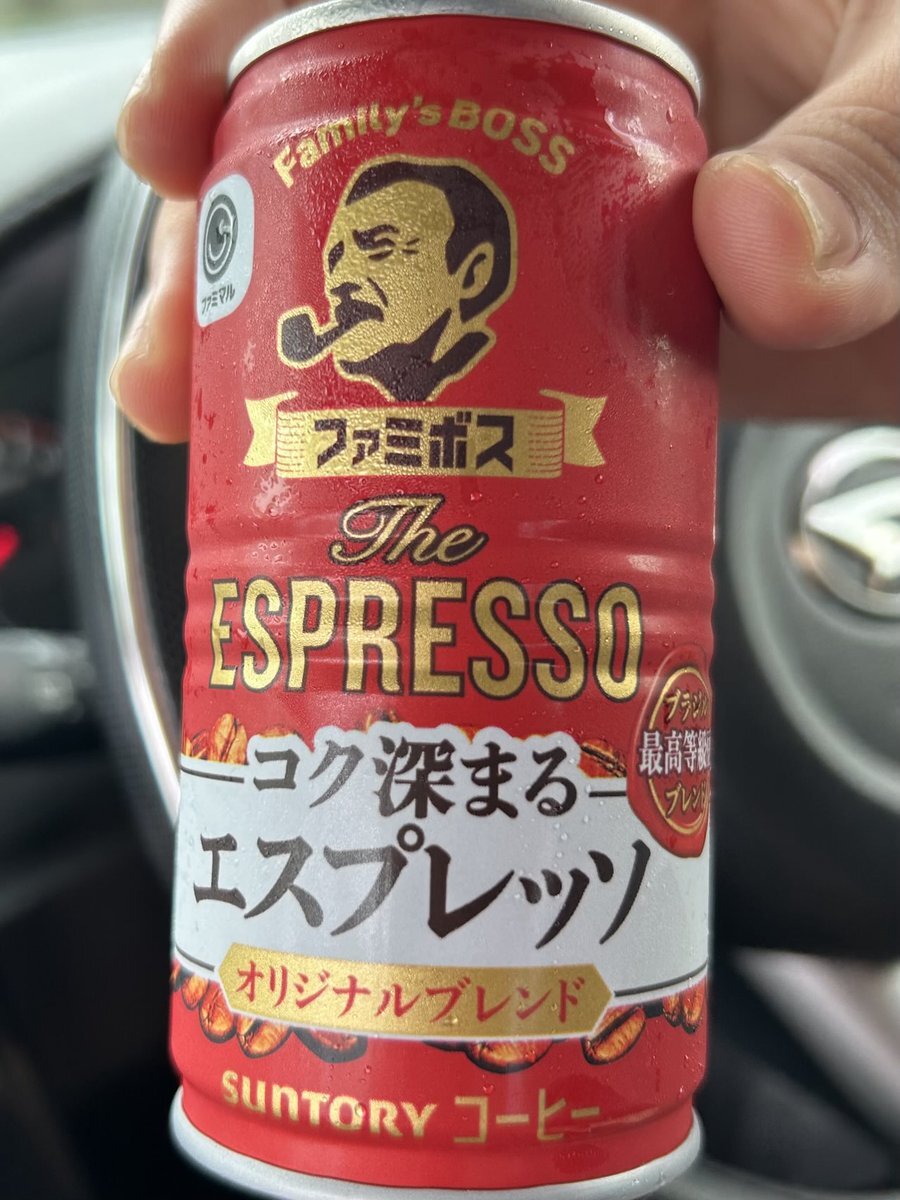 Family's BOSS
ファミマル
ファミボス
The
ESPRESSO
コク深まる
エスプレッソ
最高等級
ブレンド
オリジナルブレンド
SUNTORY コーヒー